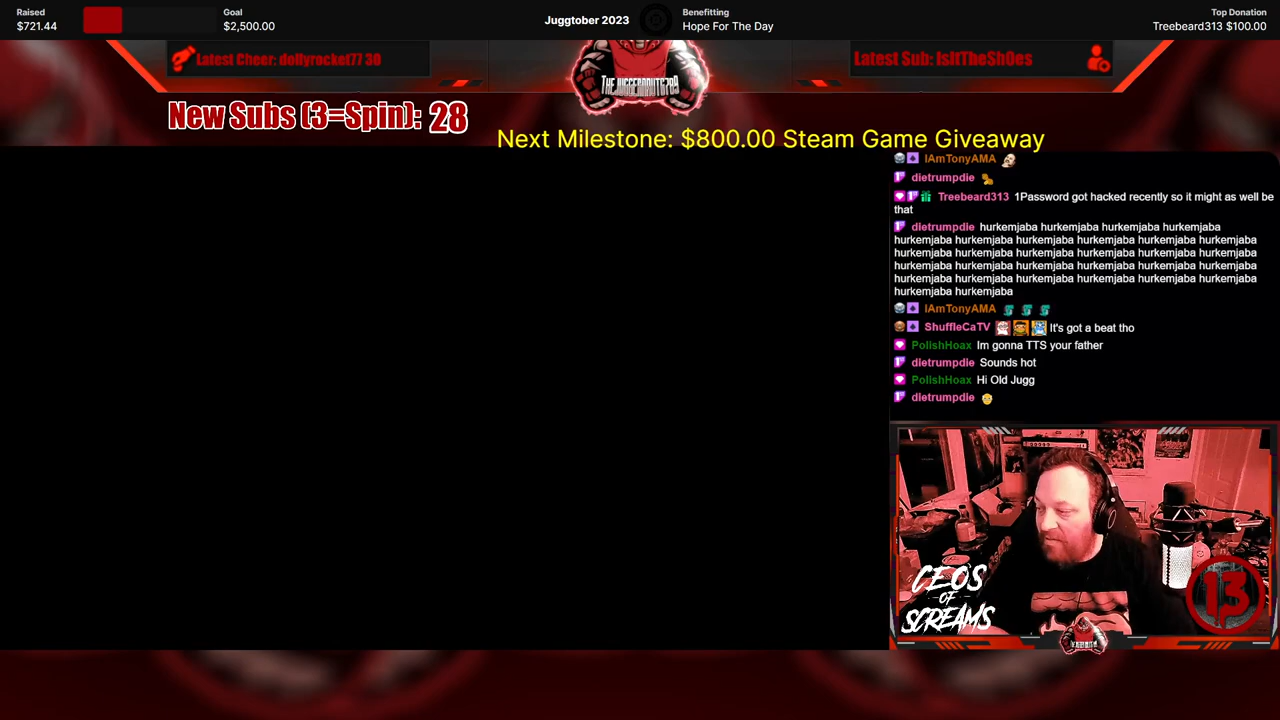 Raised
$721.44
Goal
$2,500.00
Juggtober 2023
Benefitting
Hope For The Day
Top Donation
Treebeard313 $100.00
Latest Cheer: dollyrocket77 30
THEJUGGERNAUT6789
Latest Sub: IsItTheSh0es
New Subs (3=Spin): 28
Next Milestone: $800.00 Steam Game Giveaway
IAmTonyAMA
dietrumpdie
Treebeard313 1Password got hacked recently so it might as well be
that
dietrumpdie hurkemjaba hurkemjaba hurkemjaba hurkemjaba
hurkemjaba hurkemjaba hurkemjaba hurkemjaba hurkemjaba hurkemjaba
hurkemjaba hurkemjaba hurkemjaba hurkemjaba hurkemjaba hurkemjaba
hurkemjaba hurkemjaba hurkemjaba hurkemjaba hurkemjaba hurkemjaba
hurkemjaba hurkemjaba hurkemjaba hurkemjaba hurkemjaba hurkemjaba
hurkemjaba hurkemjaba
IAmTonyAMA
ShuffleCaTV It's got a beat tho
PolishHoax Im gonna TTS your father
dietrumpdie Sounds hot
PolishHoax Hi Old Jugg
dietrumpdie
CEOS
OF
SCREAMS
13